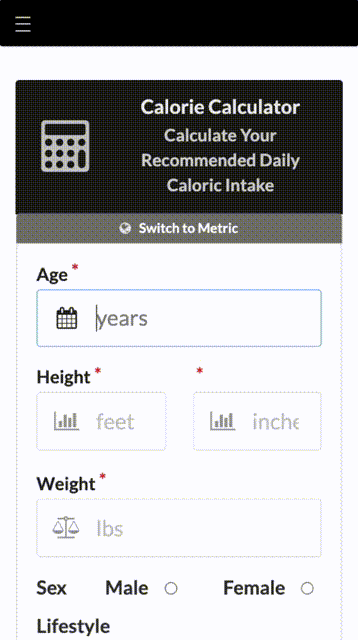 Calorie Calculator
Calculate Your
Recommended Daily
Caloric Intake
Switch to Metric
Age *
years
Height * *
feet inche
Weight *
lbs
Sex Male Female
Lifestyle